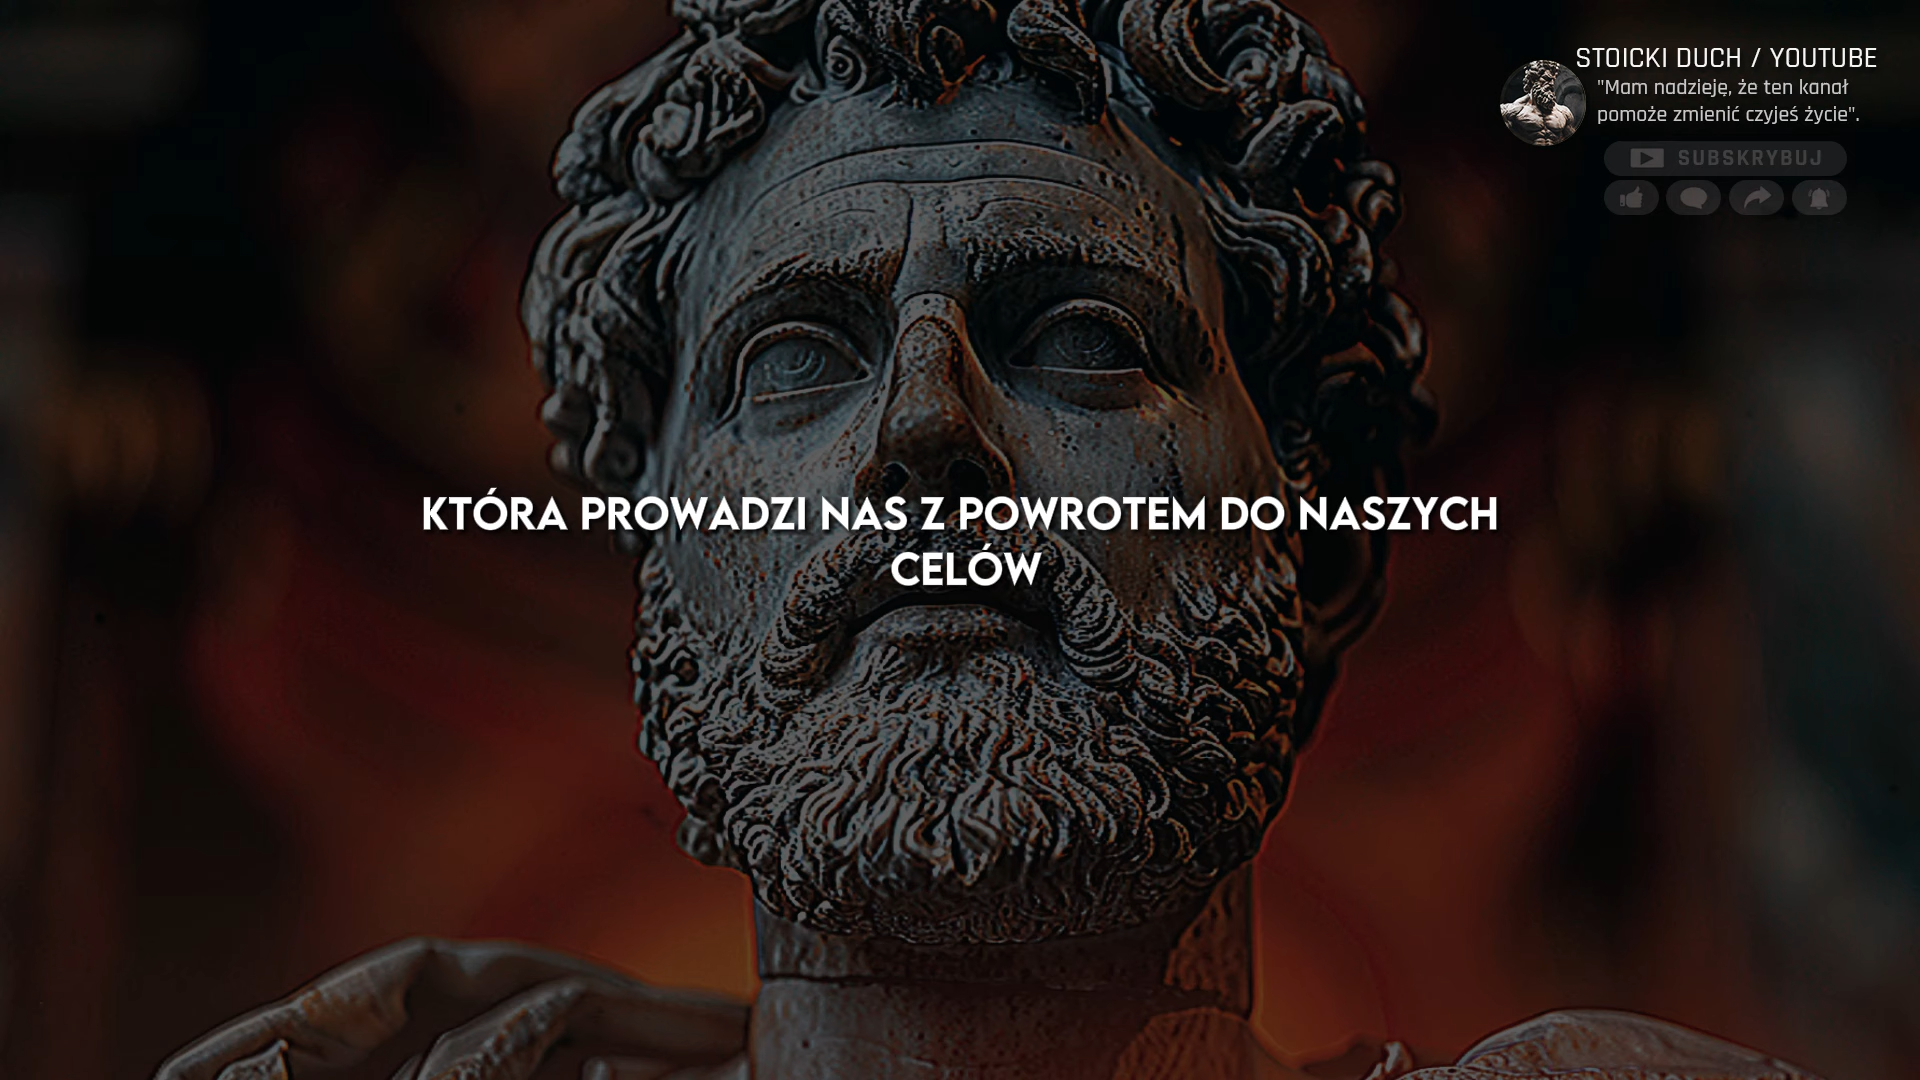 STOICKI DUCH / YOUTUBE
"Mam nadzieję, że ten kanał
pomoże zmienić czyjeś życie".
SUBSKRYBUJ
KTÓRA PROWADZI NAS Z POWROTEM DO NASZYCH
CELÓW